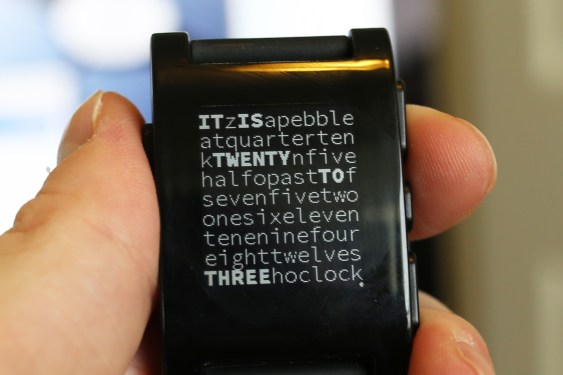 ITzISapebble
atquarterten
kTWENTYnfive
halfopastTOf
sevenfivetwo
onesixeleven
teneninefour
eighttwelves
THREEhoclock.